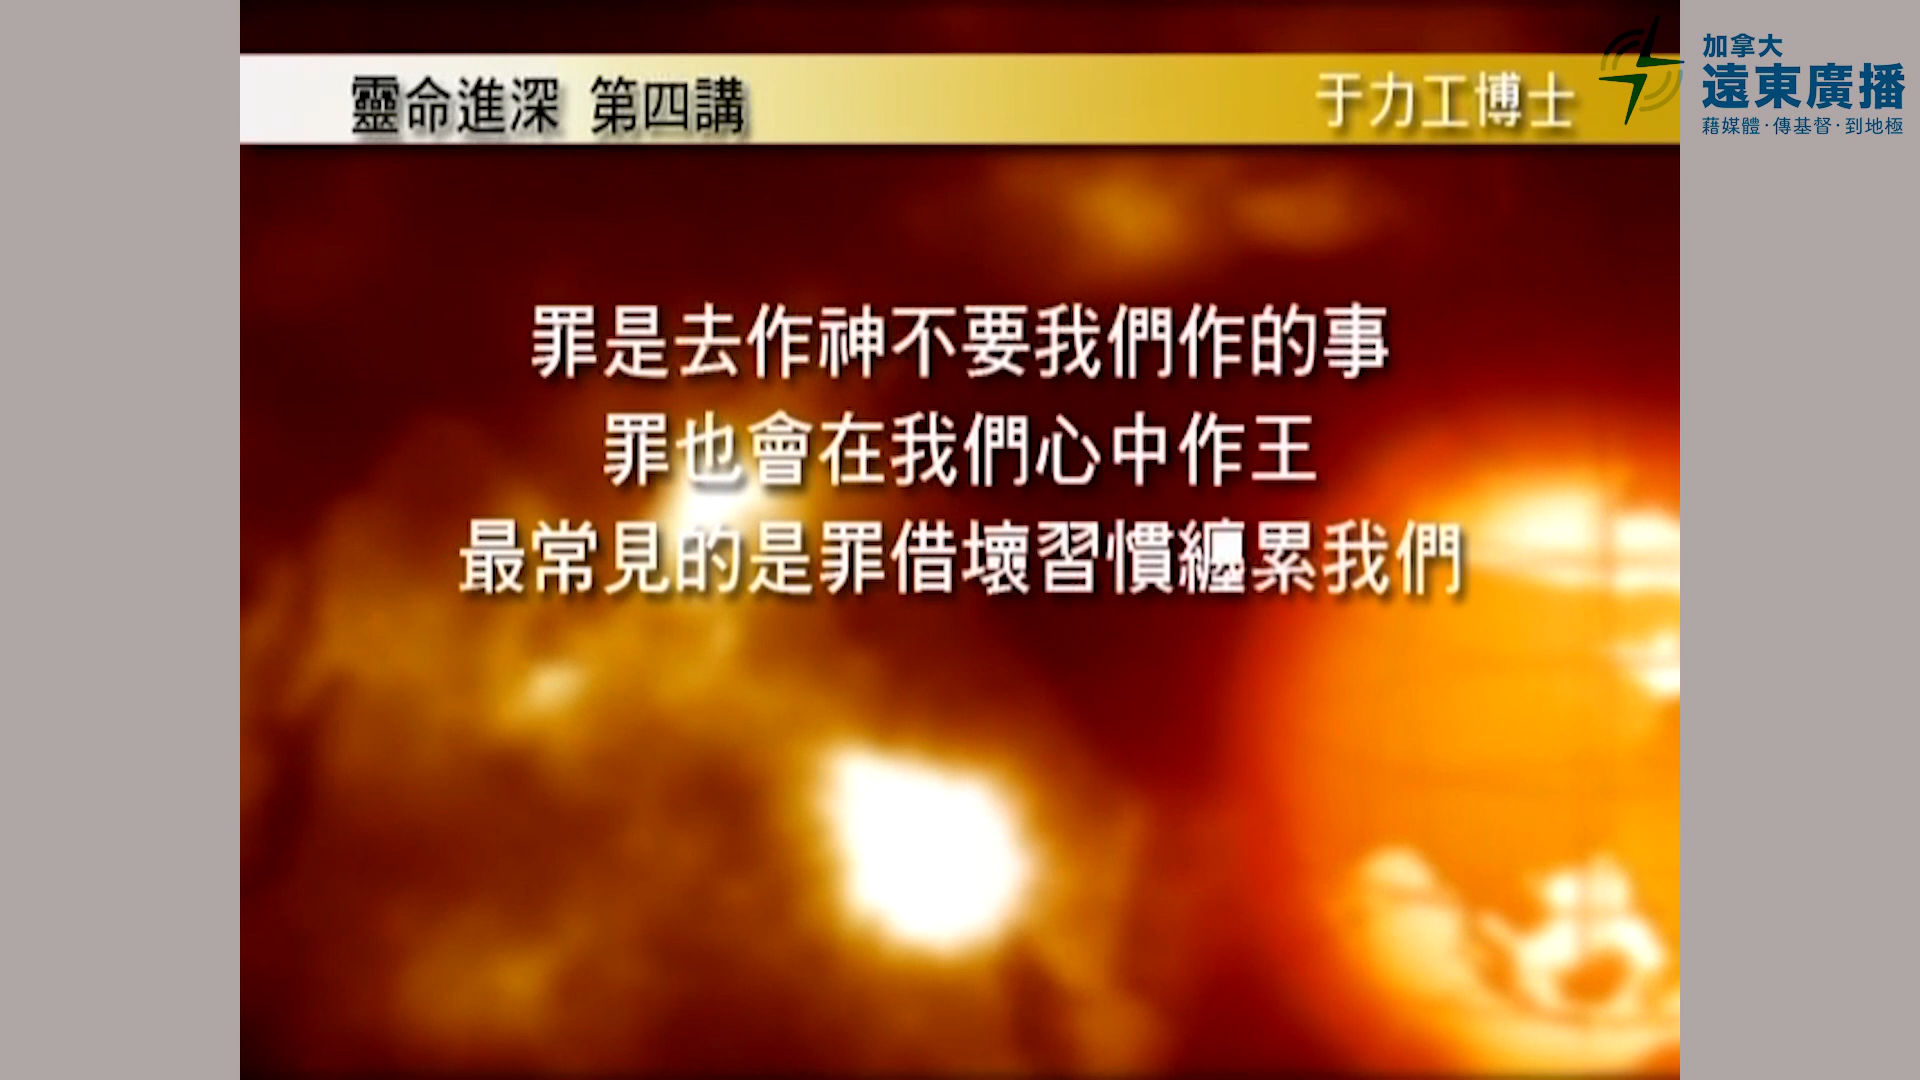 靈命進深 第四講
于力工博士
加拿大
遠東廣播
藉媒體·傳基督·到地極
罪是去作神不要我們作的事
罪也會在我們心中作王
最常見的是罪借壞習慣纏累我們